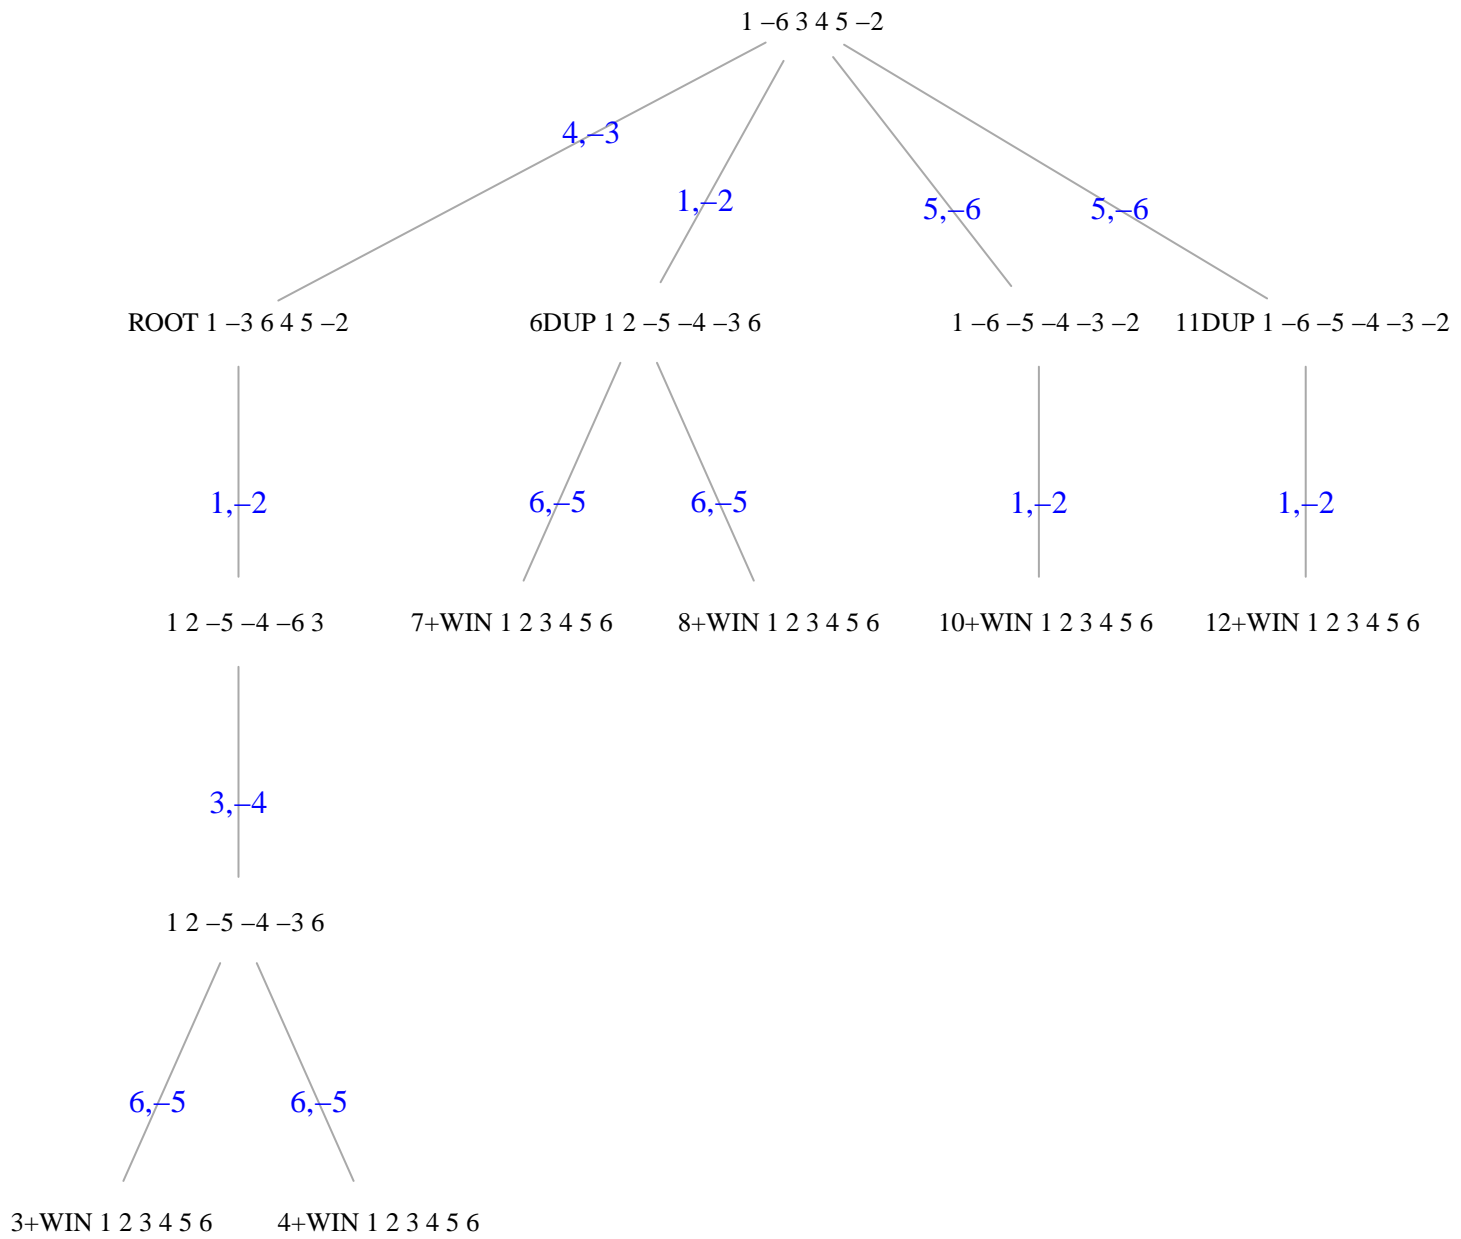 1 –6 3 4 5 –2
4,–3
1,–2
5,–6
5,–6
ROOT 1 –3 6 4 5 –2
6DUP 1 2 –5 –4 –3 6
1 –6 –5 –4 –3 –2
11DUP 1 –6 –5 –4 –3 –2
1,–2
6,–5
6,–5
1,–2
1,–2
1 2 –5 –4 –6 3
7+WIN 1 2 3 4 5 6
8+WIN 1 2 3 4 5 6
10+WIN 1 2 3 4 5 6
12+WIN 1 2 3 4 5 6
3,–4
1 2 –5 –4 –3 6
6,–5
6,–5
3+WIN 1 2 3 4 5 6
4+WIN 1 2 3 4 5 6